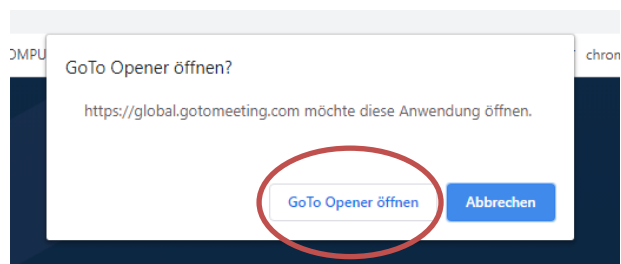 GoTo Opener öffnen?
https://global.gotomeeting.com möchte diese Anwendung öffnen.
GoTo Opener öffnen Abbrechen